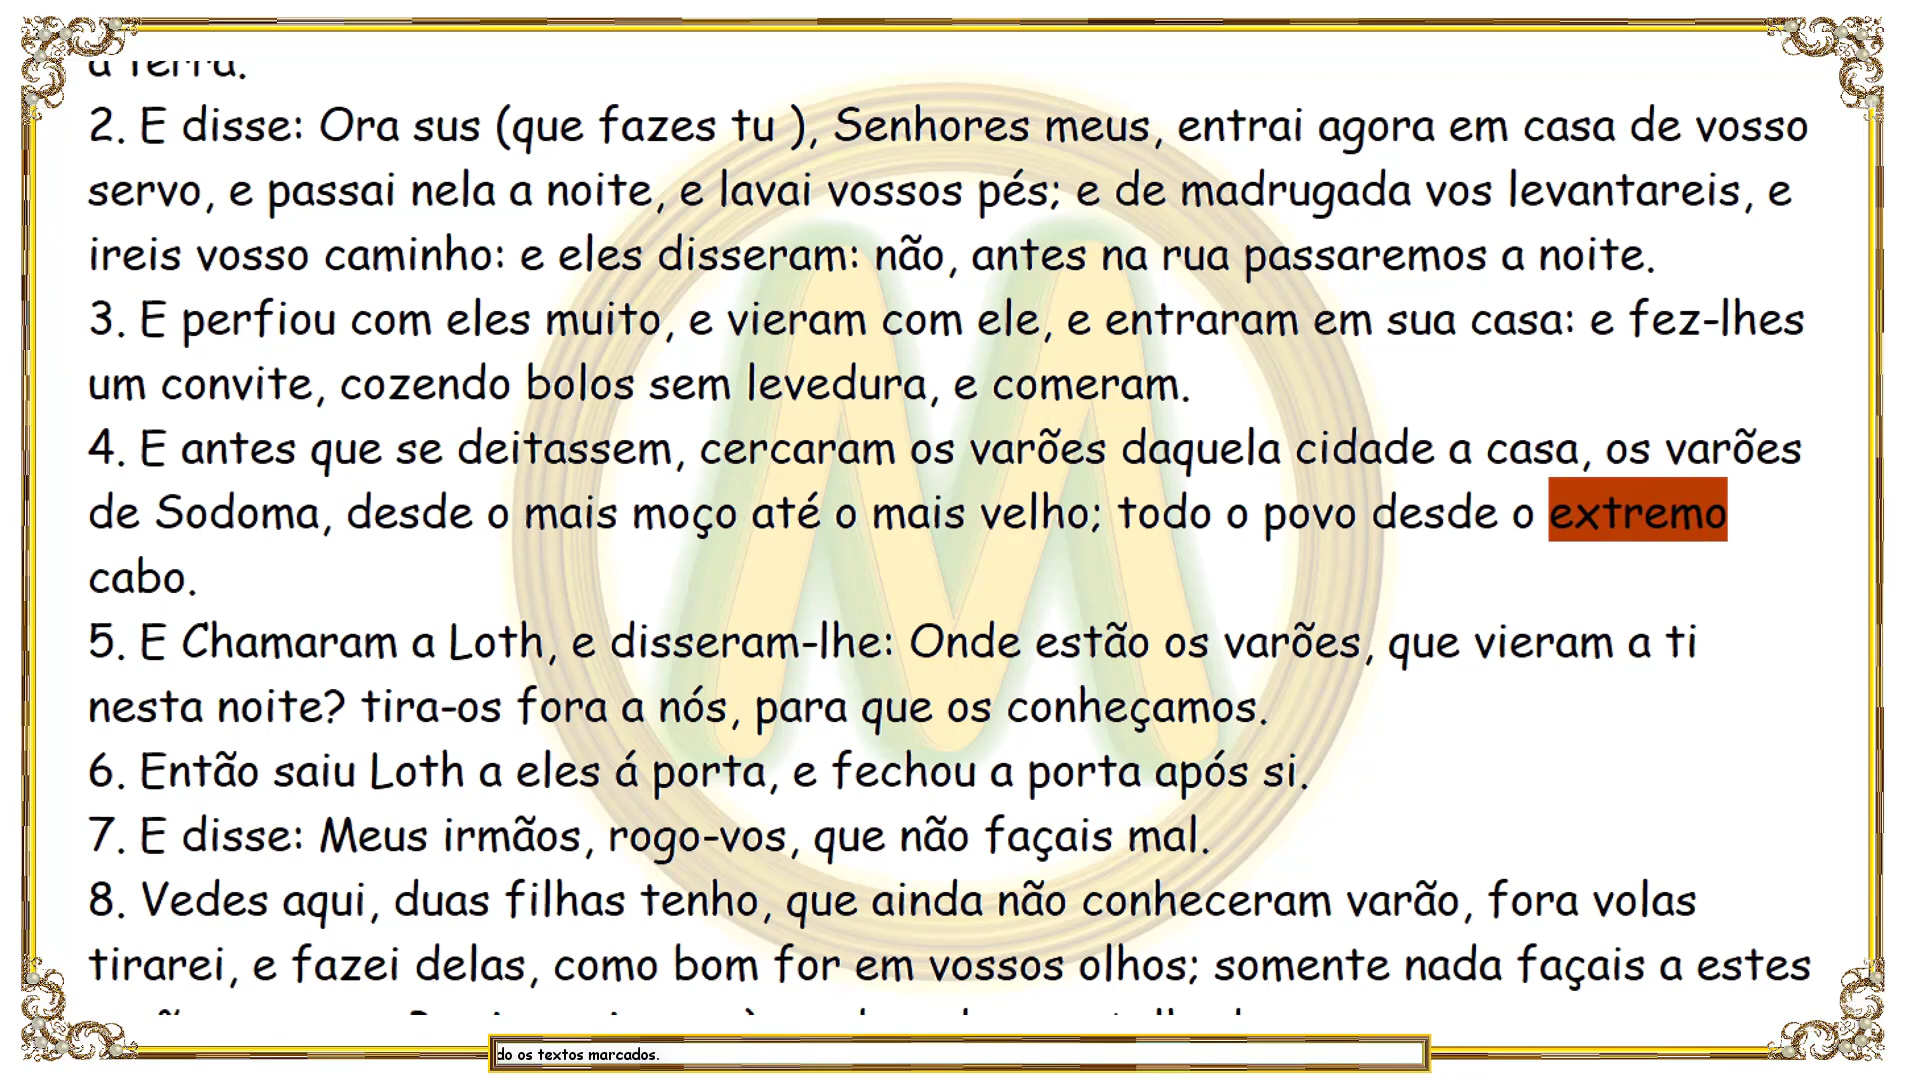 a terra.
2. E disse: Ora sus (que fazes tu ), Senhores meus, entrai agora em casa de vosso
servo, e passai nela a noite, e lavai vossos pés; e de madrugada vos levantareis, e
ireis vosso caminho: e eles disseram: não, antes na rua passaremos a noite.
3. E perfiou com eles muito, e vieram com ele, e entraram em sua casa: e fez-lhes
um convite, cozendo bolos sem levedura, e comeram.
4. E antes que se deitassem, cercaram os varões daquela cidade a casa, os varões
de Sodoma, desde o mais moço até o mais velho; todo o povo desde o extremo
cabo.
5. E Chamaram a Loth, e disseram-lhe: Onde estão os varões, que vieram a ti
nesta noite? tira-os fora a nós, para que os conheçamos.
6. Então saiu Loth a eles á porta, e fechou a porta após si.
7. E disse: Meus irmãos, rogo-vos, que não façais mal.
8. Vedes aqui, duas filhas tenho, que ainda não conheceram varão, fora volas
tirarei, e fazei delas, como bom for em vossos olhos; somente nada façais a estes
do os textos marcados.